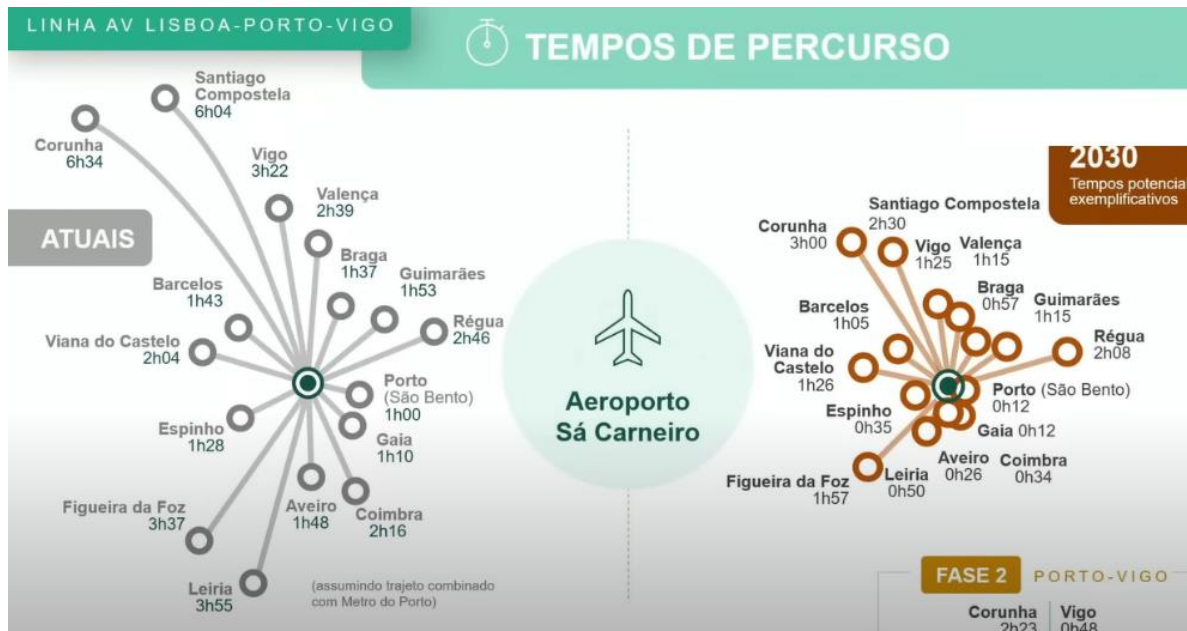 LINHA AV LISBOA-PORTO-VIGO
TEMPOS DE PERCURSO
Santiago
Compostela
6h04
Corunha
6h34
Vigo
3h22
Valença
2h39
ATUAIS
Braga
1h37
Guimarães
1h53
Barcelos
1h43
Régua
2h46
Viana do Castelo
2h04
Porto
(São Bento)
1h00
Espinho
1h28
Gaia
1h10
Figueira da Foz
3h37
Aveiro
1h48
Coimbra
2h16
Leiria
3h55
(assumindo trajeto combinado
com Metro do Porto)
Aeroporto
Sá Carneiro
2030
Tempos
exemplificativos
Santiago Compostela
2h30
Corunha
3h00
Vigo
1h25
Valença
1h15
Braga
0h57
Guimarães
1h15
Barcelos
1h05
Régua
2h08
Viana do
Castelo
1h26
Porto (São Bento)
0h12
Espinho
0h35
Gaia 0h12
Figueira da Foz
1h57
Leiria
0h50
Aveiro
0h26
Coimbra
0h34
FASE 2 PORTO-VIGO
Corunha
2h23
Vigo
0h48